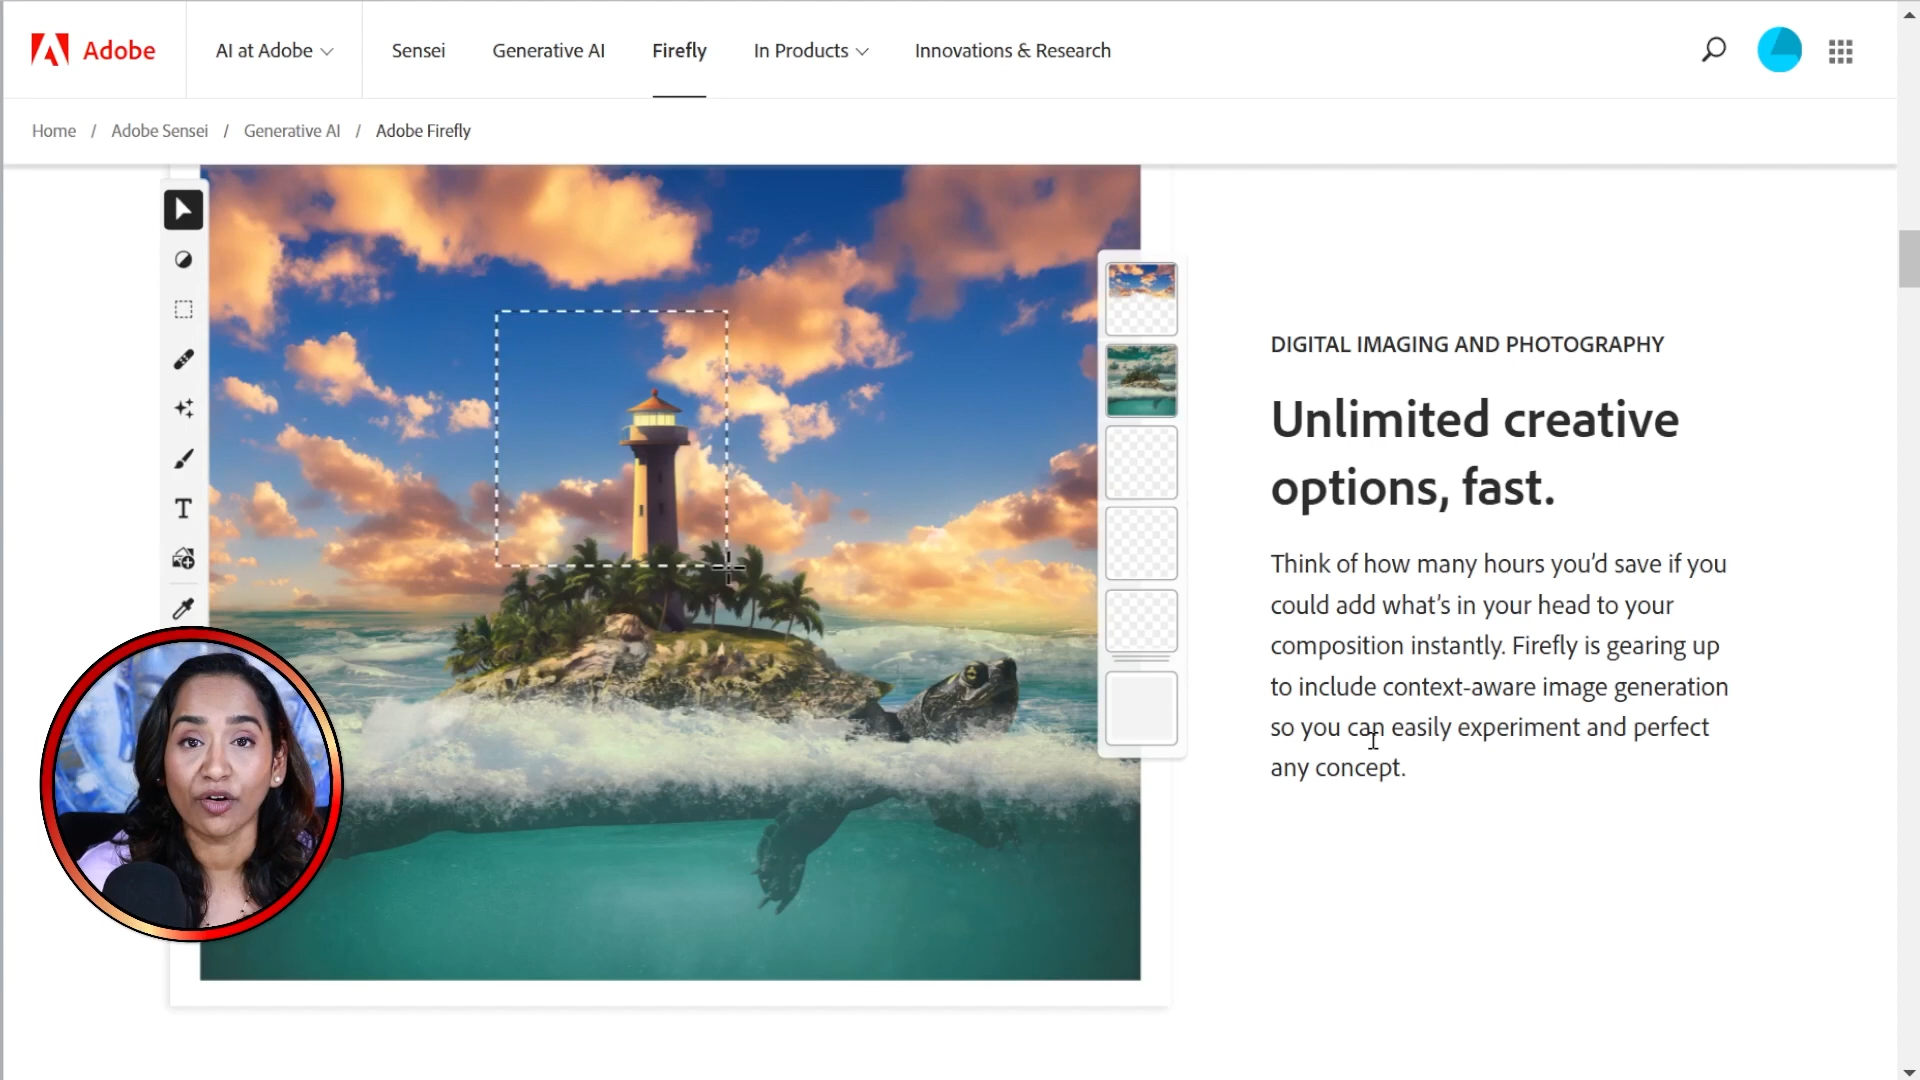 Adobe
AI at Adobe
Sensei
Generative AI
Firefly
In Products
Innovations & Research
Home / Adobe Sensei / Generative AI / Adobe Firefly
T
DIGITAL IMAGING AND PHOTOGRAPHY
Unlimited creative
options, fast.
Think of how many hours you’d save if you
could add what’s in your head to your
composition instantly. Firefly is gearing up
to include context-aware image generation
so you can easily experiment and perfect
any concept.